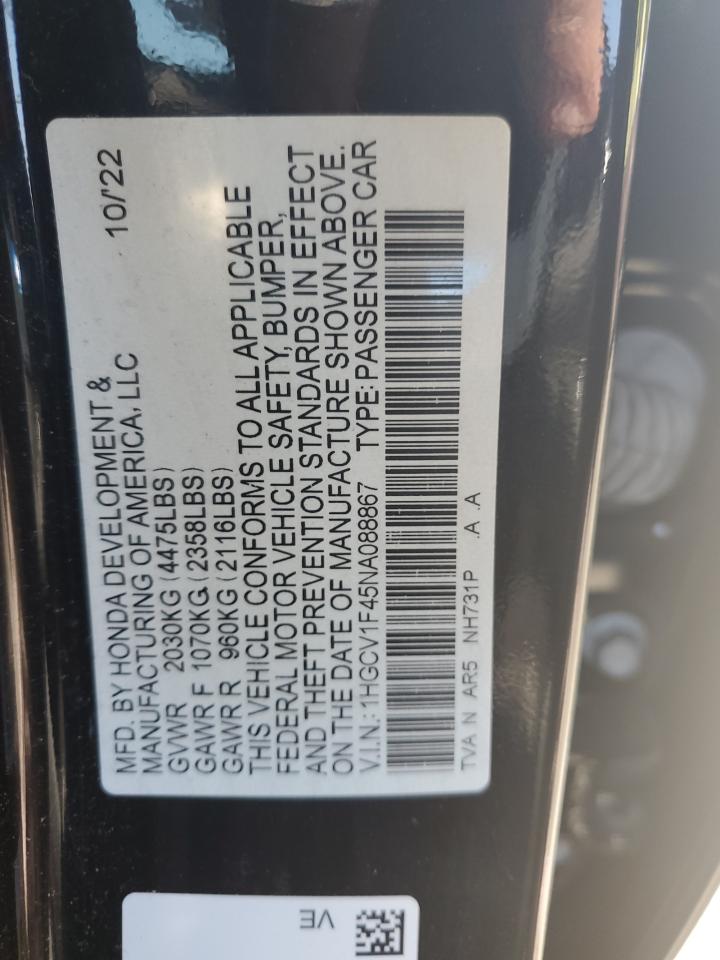 MFD. BY HONDA DEVELOPMENT & 10/'22
MANUFACTURING OF AMERICA, LLC
GVWR 2030KG (4475LBS)
GAWR F 1070KG (2358LBS)
GAWR R 960KG (2116LBS)
THIS VEHICLE CONFORMS TO ALL APPLICABLE
FEDERAL MOTOR VEHICLE SAFETY, BUMPER,
AND THEFT PREVENTION STANDARDS IN EFFECT
ON THE DATE OF MANUFACTURE SHOWN ABOVE.
V.I.N.: 1HGCV1F45NA088867 TYPE: PASSENGER CAR
TVA N AR5 NH731P .A .A
VE